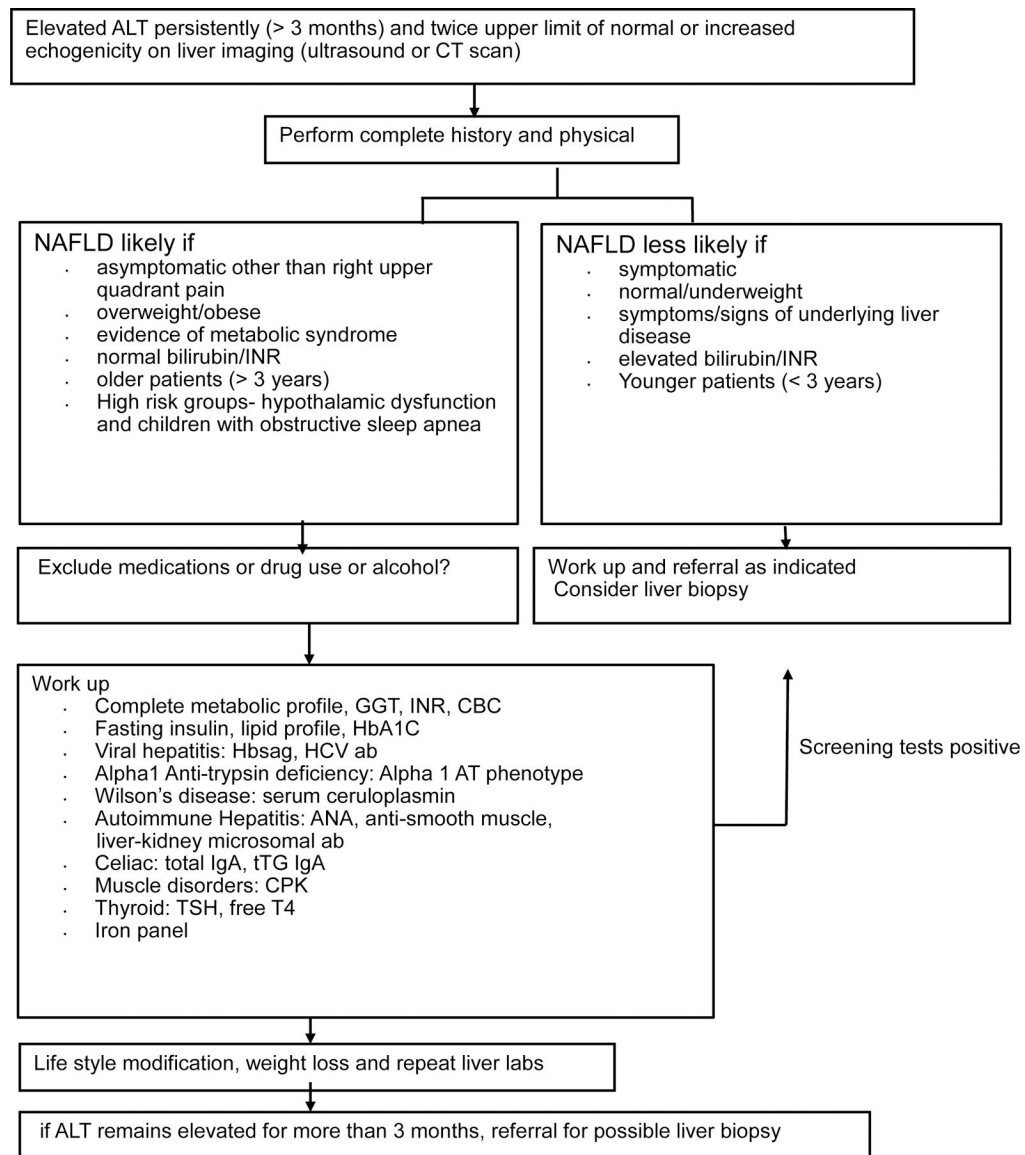 Elevated ALT persistently (> 3 months) and twice upper limit of normal or increased
echogenicity on liver imaging (ultrasound or CT scan)
Perform complete history and physical
NAFLD likely if
· asymptomatic other than right upper
quadrant pain
· overweight/obese
· evidence of metabolic syndrome
· normal bilirubin/INR
· older patients (> 3 years)
· High risk groups- hypothalamic dysfunction
and children with obstructive sleep apnea
NAFLD less likely if
· symptomatic
· normal/underweight
· symptoms/signs of underlying liver
disease
· elevated bilirubin/INR
· Younger patients (< 3 years)
Exclude medications or drug use or alcohol?
Work up and referral as indicated
Consider liver biopsy
Work up
· Complete metabolic profile, GGT, INR, CBC
· Fasting insulin, lipid profile, HbA1C
· Viral hepatitis: Hbsag, HCV ab
· Alpha1 Anti-trypsin deficiency: Alpha 1 AT phenotype
· Wilson's disease: serum ceruloplasmin
· Autoimmune Hepatitis: ANA, anti-smooth muscle,
liver-kidney microsomal ab
· Celiac: total IgA, tTG IgA
· Muscle disorders: CPK
· Thyroid: TSH, free T4
· Iron panel
Screening tests positive
Life style modification, weight loss and repeat liver labs
if ALT remains elevated for more than 3 months, referral for possible liver biopsy